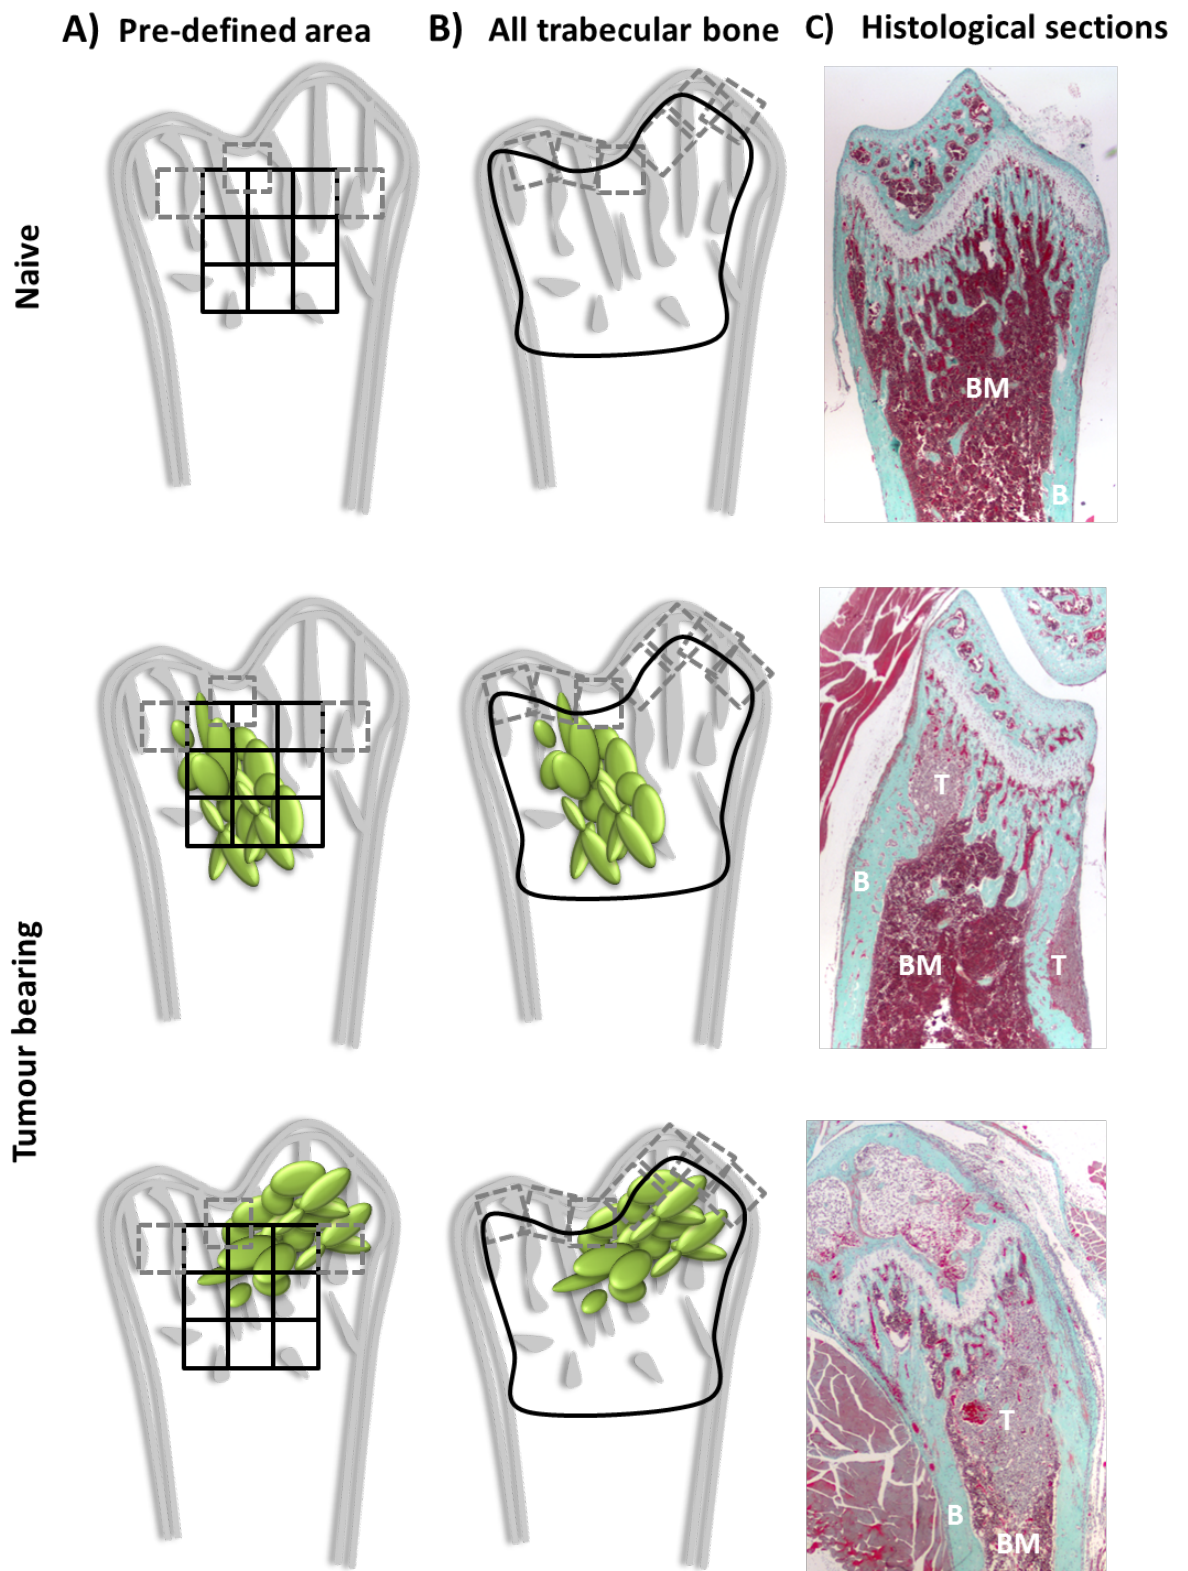 A) Pre-defined area
B) All trabecular bone
C) Histological sections
Naive
BM
B
Tumour bearing
T
B
BM
T
T
B
BM